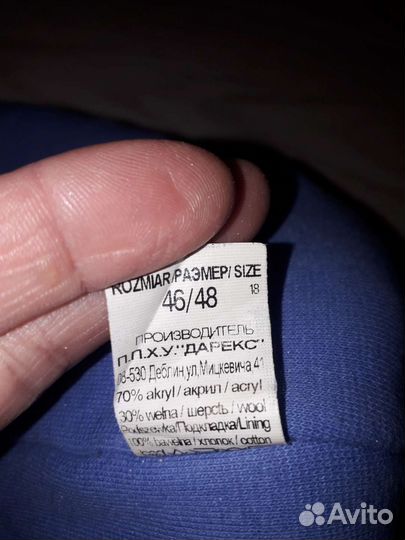 ROZMIAR/РАЗМЕР/ SIZE
46/48 18
ПРОИЗВОДИТЕЛЬ
П.П.Х.У."ДАРЕКС"
08-530 Деблин,ул,Мицкевича 41
70% akryl / акрил / acryl
30% wełna / шерсть / wool
Podszewka/Подкладка/Lining
100% bawełna / хлопок / cotton
Avito